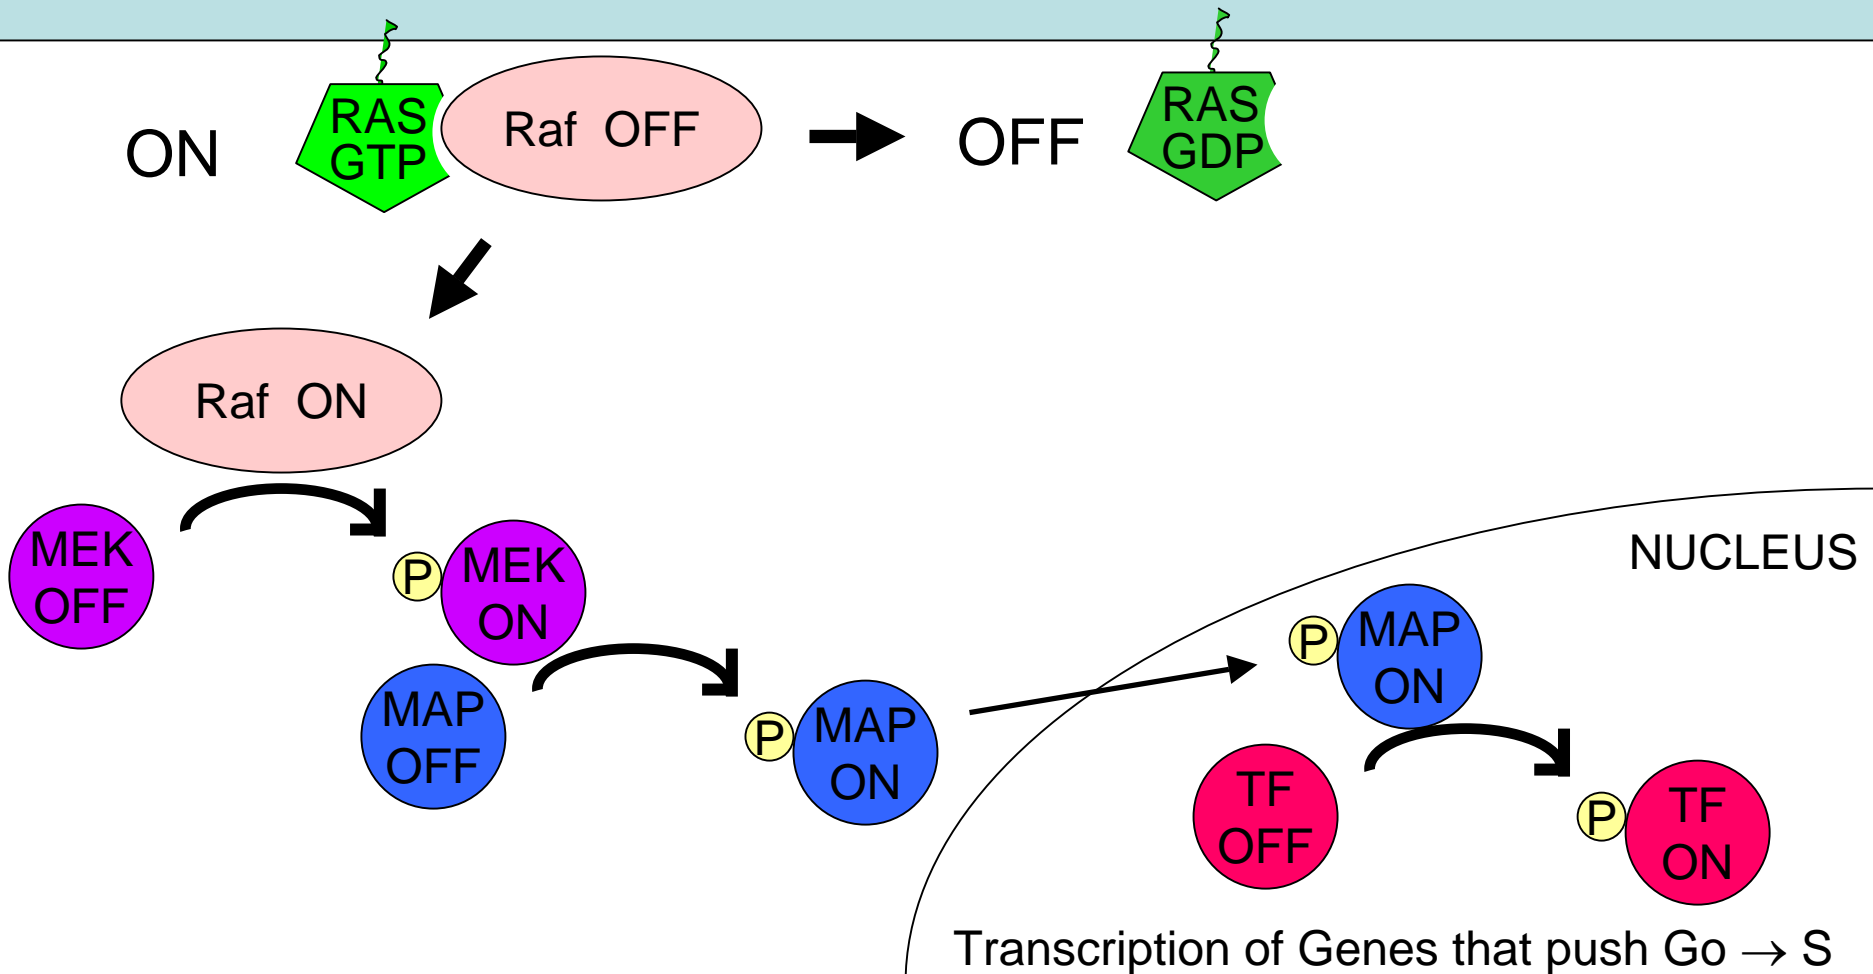 ON
RAS
GTP
Raf OFF
OFF
RAS
GDP
Raf ON
MEK
OFF
P
MEK
ON
MAP
OFF
P
MAP
ON
NUCLEUS
P
MAP
ON
TF
OFF
P
TF
ON
Transcription of Genes that push Go → S